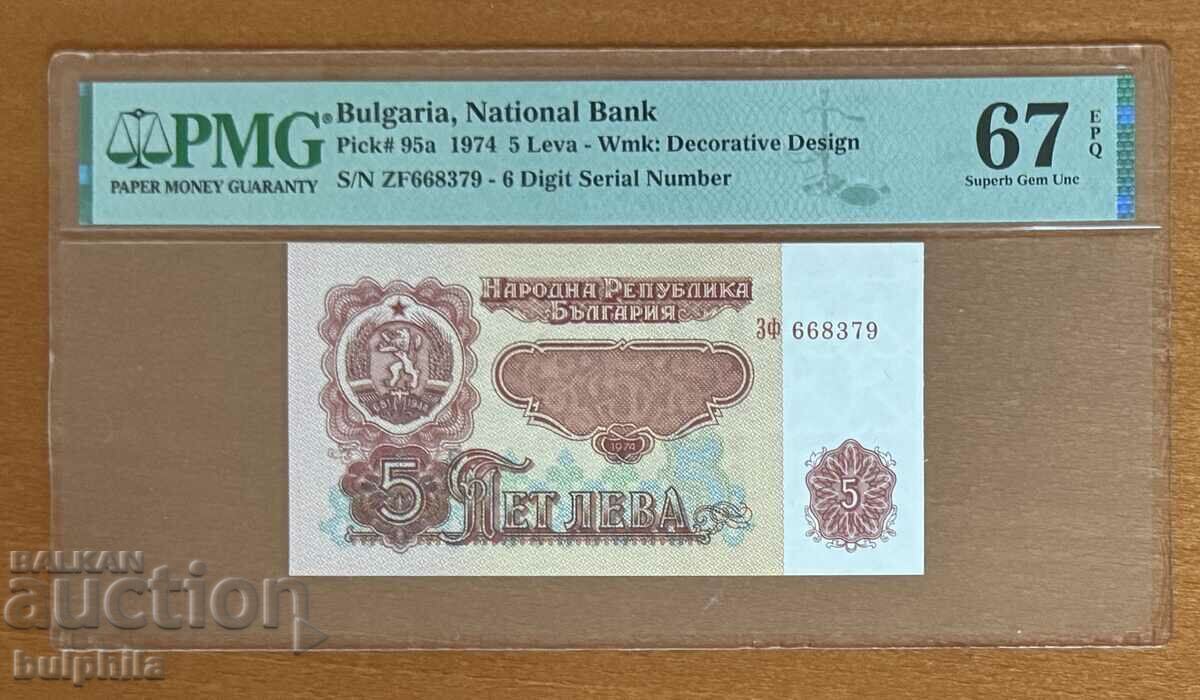 PMG®
PAPER MONEY GUARANTY
Bulgaria, National Bank
Pick# 95a 1974 5 Leva - Wmk: Decorative Design
S/N ZF668379 - 6 Digit Serial Number
67
EPQ
Superb Gem Unc
НАРОДНА РЕПУБЛИКА
БЪЛГАРИЯ
ЗФ 668379
681 1944
1974
5 ПЕТ ЛЕВА
5
BALKAN
auction
bulphila